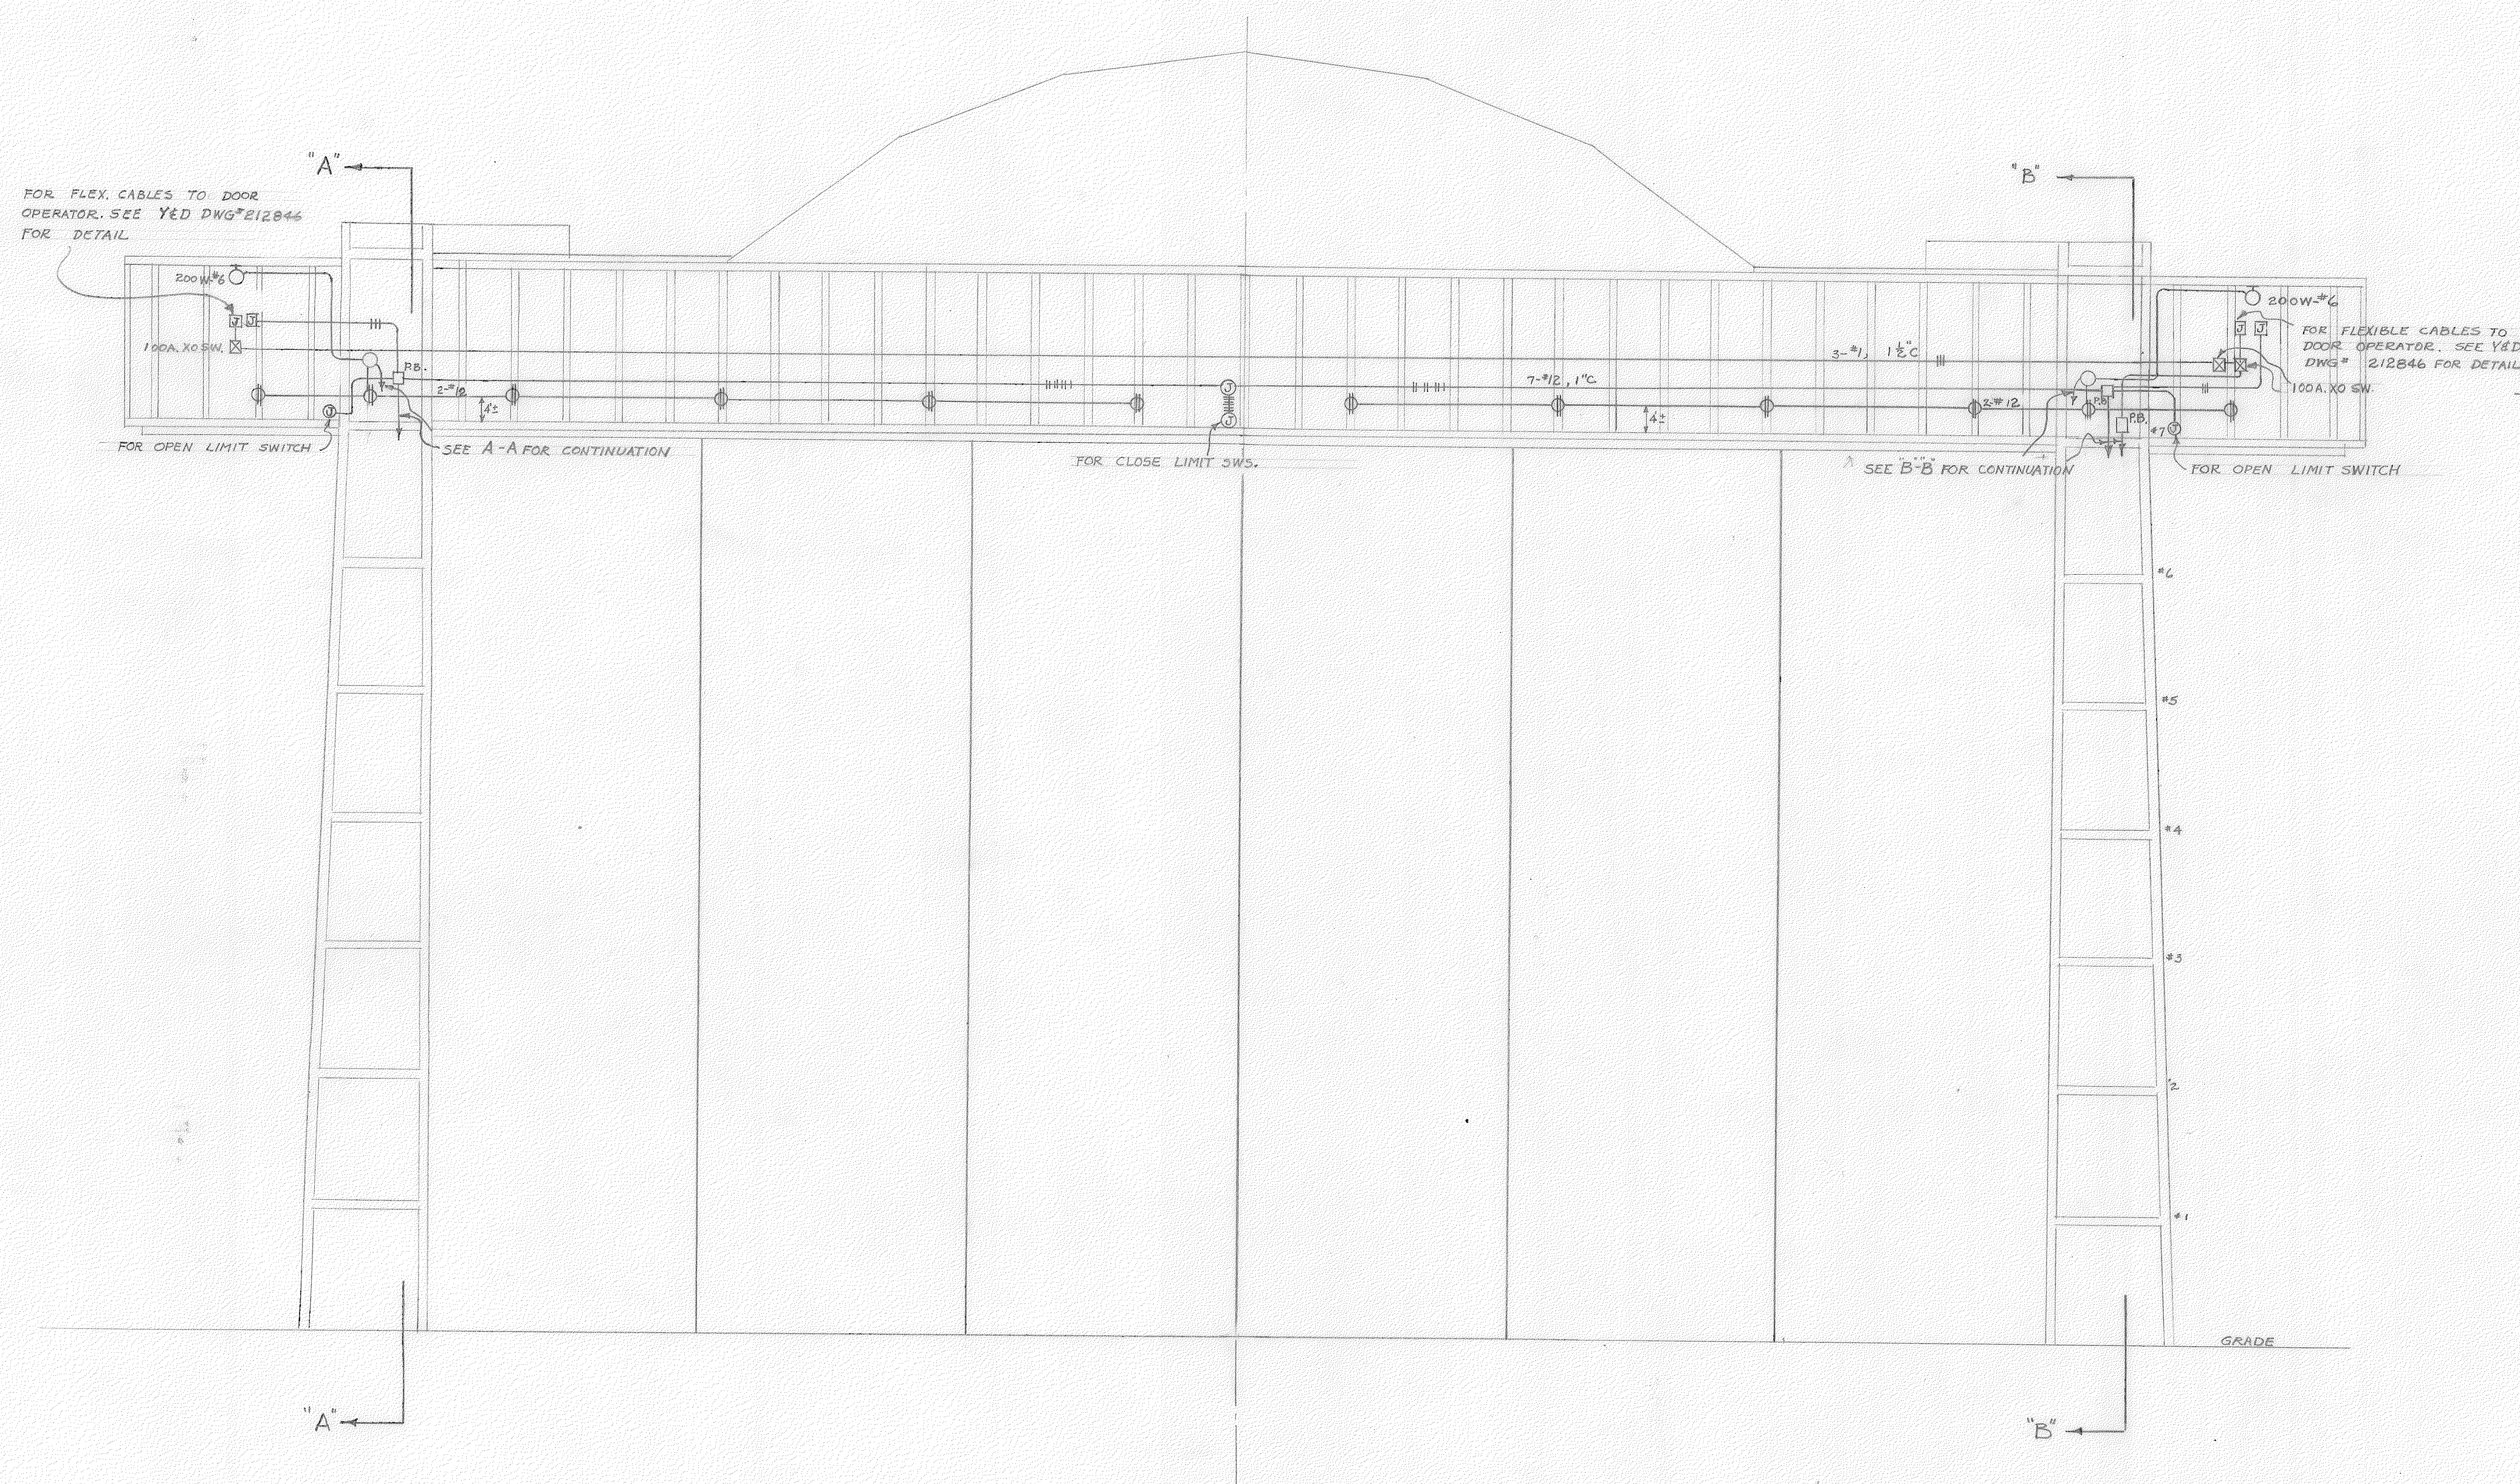 "A"
"B"
FOR FLEX. CABLES TO DOOR
OPERATOR. SEE Y&D DWG#212846
FOR DETAIL
200W-#6
200W-#6
J J
J J
100A. XO SW.
FOR FLEXIBLE CABLES TO
DOOR OPERATOR. SEE Y&D
DWG# 212846 FOR DETAIL
3-#1, 1½"C
P.B.
7-#12, 1"C
J
100A. XO SW.
2-#12
4'±
J
J
4'±
2-#12
P.B.
P.B.
#7
J
FOR OPEN LIMIT SWITCH
SEE A-A FOR CONTINUATION
FOR CLOSE LIMIT SWS.
SEE "B-B" FOR CONTINUATION
FOR OPEN LIMIT SWITCH
#6
#5
#4
#3
#2
#1
GRADE
"A"
"B"